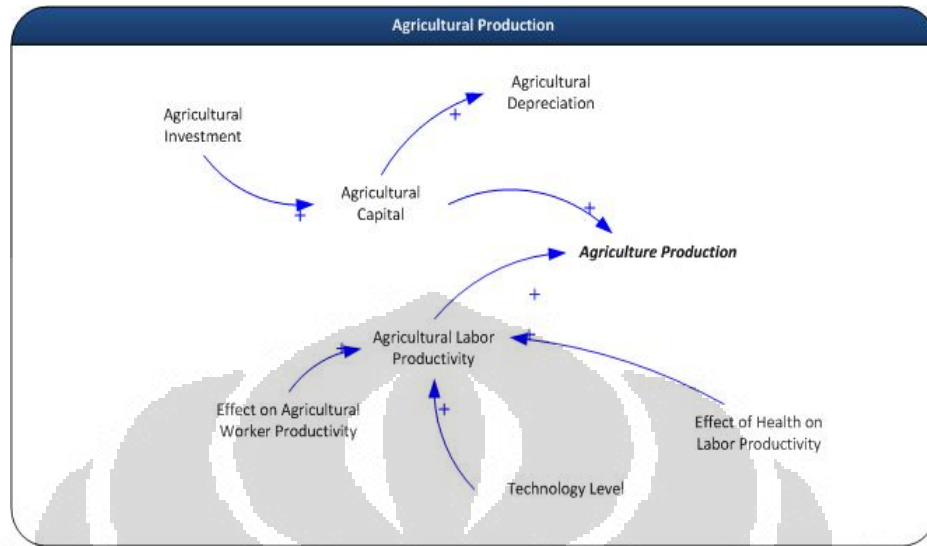 Agricultural Production
Agricultural
Depreciation
Agricultural
Investment
+
Agricultural
Capital
+
+
Agriculture Production
+
+
Agricultural Labor
Productivity
+
Effect on Agricultural
Worker Productivity
+
Effect of Health on
Labor Productivity
Technology Level